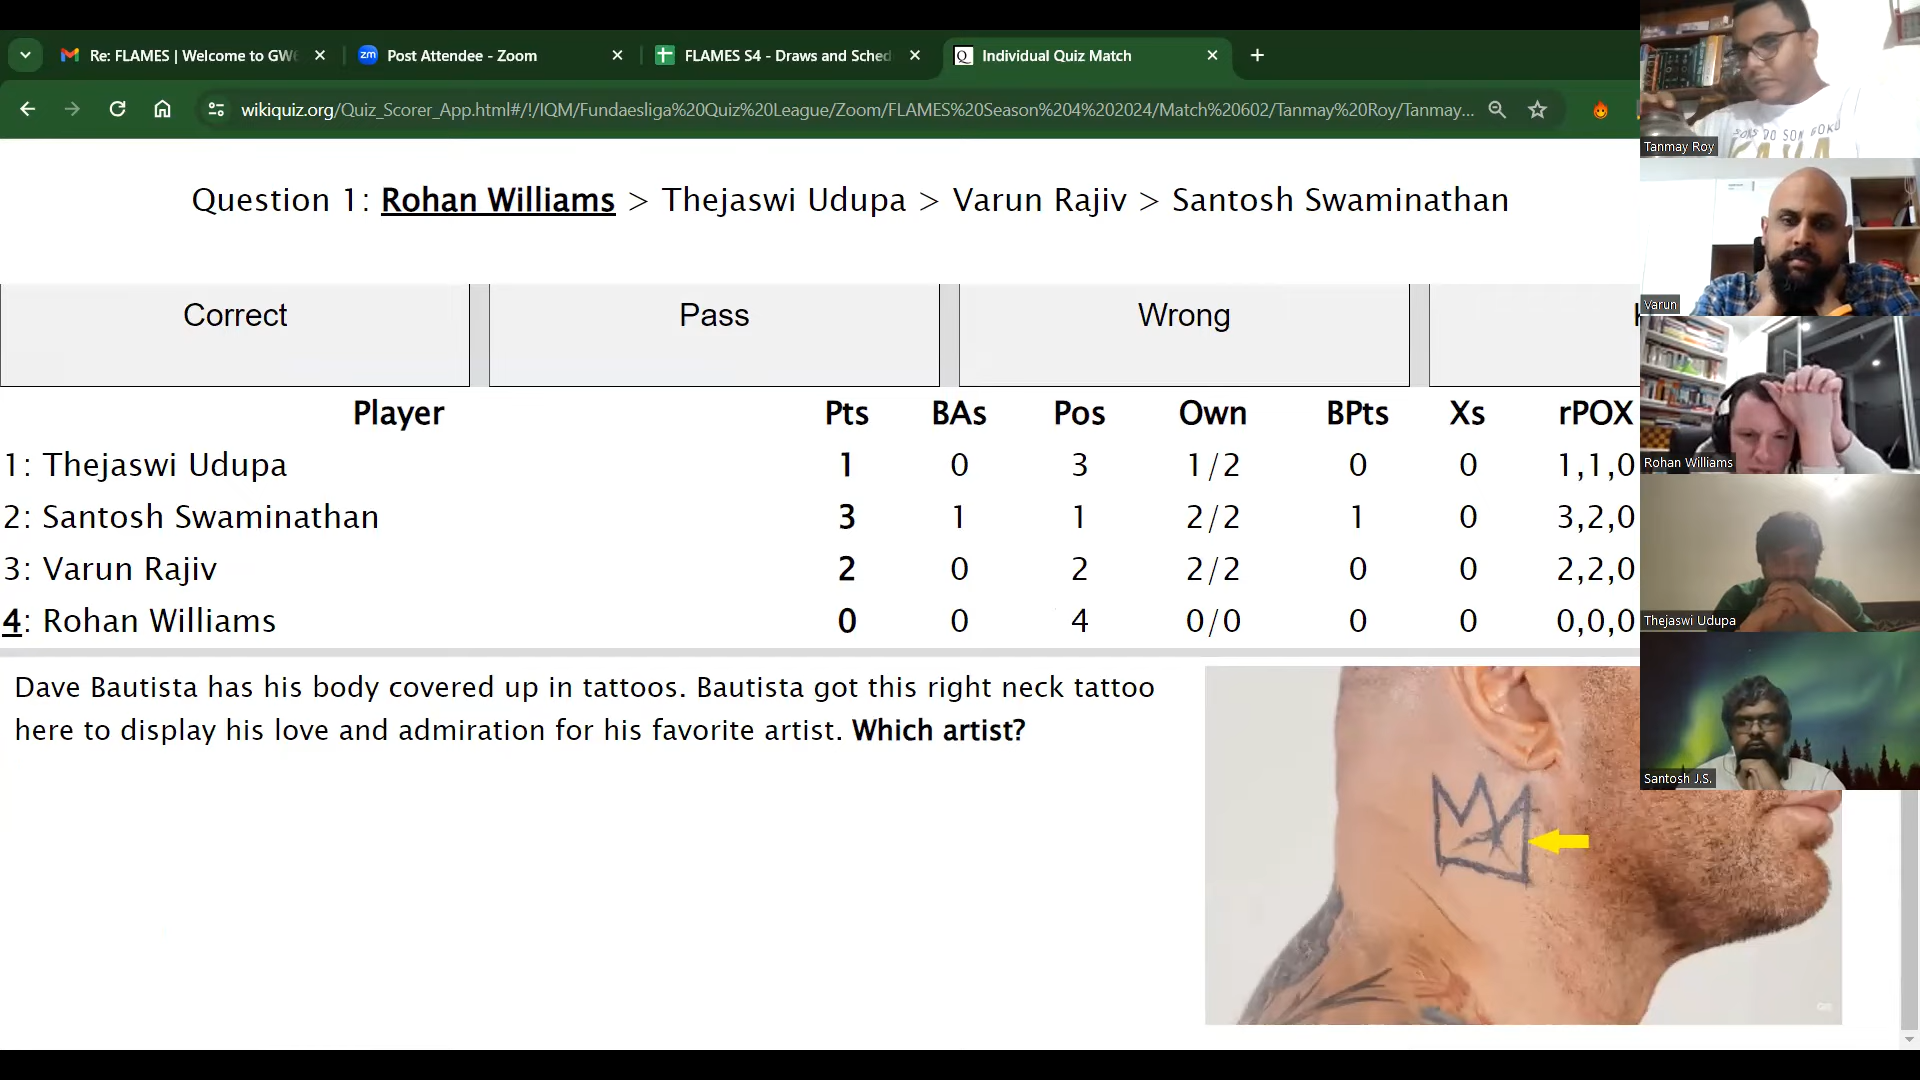 Re: FLAMES | Welcome to GW6
Post Attendee - Zoom
FLAMES S4 - Draws and Sched
Individual Quiz Match
wikiquiz.org/Quiz_Scorer_App.html#/!/IQM/Fundaesliga%20Quiz%20League/Zoom/FLAMES%20Season%204%202024/Match%20602/Tanmay%20Roy/Tanmay...
Question 1: Rohan Williams > Thejaswi Udupa > Varun Rajiv > Santosh Swaminathan
Correct Pass Wrong
Player Pts BAs Pos Own BPts Xs rPOX
1: Thejaswi Udupa 1 0 3 1/2 0 0 1,1,0
2: Santosh Swaminathan 3 1 1 2/2 1 0 3,2,0
3: Varun Rajiv 2 0 2 2/2 0 0 2,2,0
4: Rohan Williams 0 0 4 0/0 0 0 0,0,0
Dave Bautista has his body covered up in tattoos. Bautista got this right neck tattoo
here to display his love and admiration for his favorite artist. Which artist?
Tanmay Roy
Varun
Rohan Williams
Thejaswi Udupa
Santosh J.S.